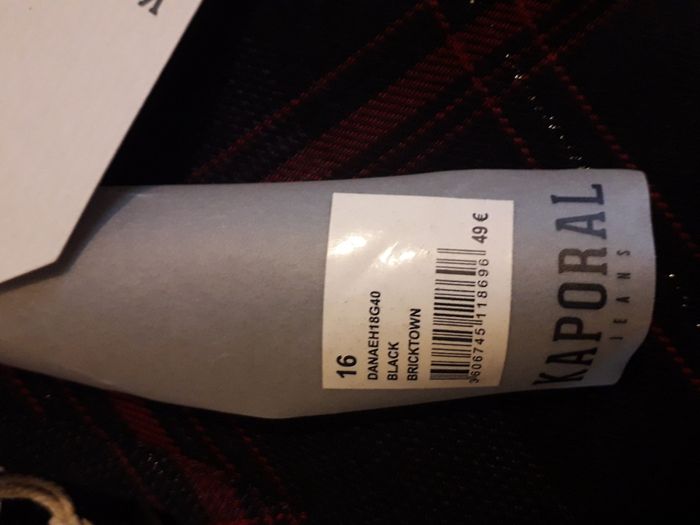 16
DANAEH18G40
BLACK
BRICKTOWN
3606745118696
49 €
KAPORAL
JEANS